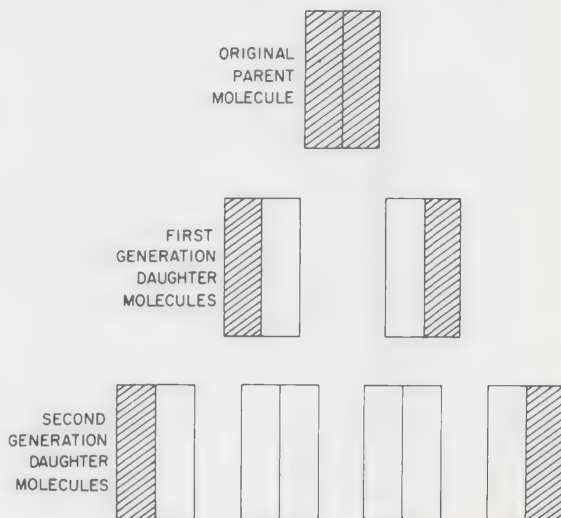 ORIGINAL
PARENT
MOLECULE
FIRST
GENERATION
DAUGHTER
MOLECULES
SECOND
GENERATION
DAUGHTER
MOLECULES